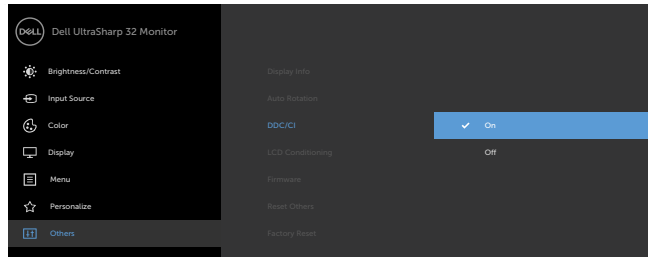 DELL
Dell UltraSharp 32 Monitor
Brightness/Contrast
Input Source
Color
Display
Menu
Personalize
Others
Display Info
Auto Rotation
DDC/CI
LCD Conditioning
Firmware
Reset Others
Factory Reset
On
Off